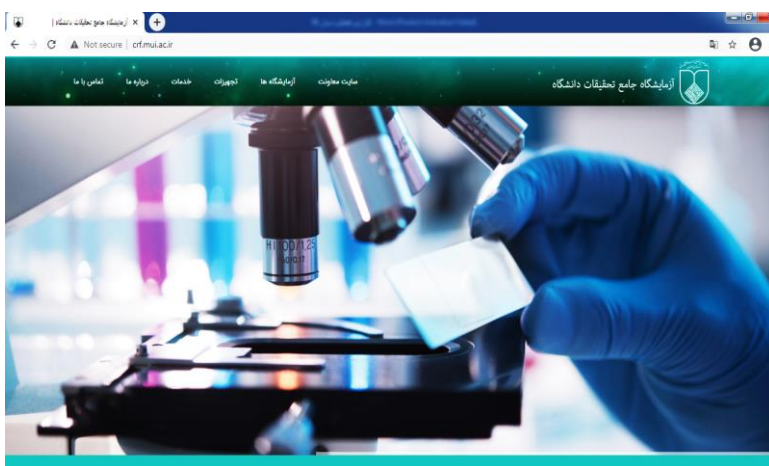 آزمایشگاه جامع تحقیقات دانشگاه |
Not secure | crf.mui.ac.ir
آزمایشگاه جامع تحقیقات دانشگاه
سایت معاونت آزمایشگاه ها تجهیزات خدمات درباره ما تماس با ما
HI 100/1,25